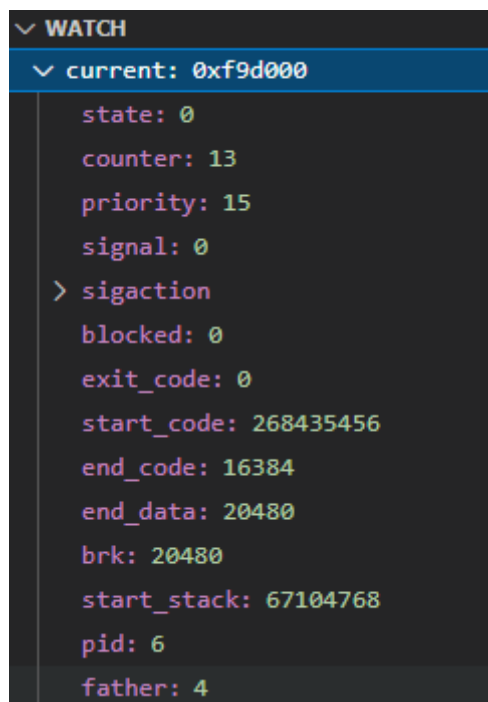 WATCH
current: 0xf9d000
state: 0
counter: 13
priority: 15
signal: 0
sigaction
blocked: 0
exit_code: 0
start_code: 268435456
end_code: 16384
end_data: 20480
brk: 20480
start_stack: 67104768
pid: 6
father: 4